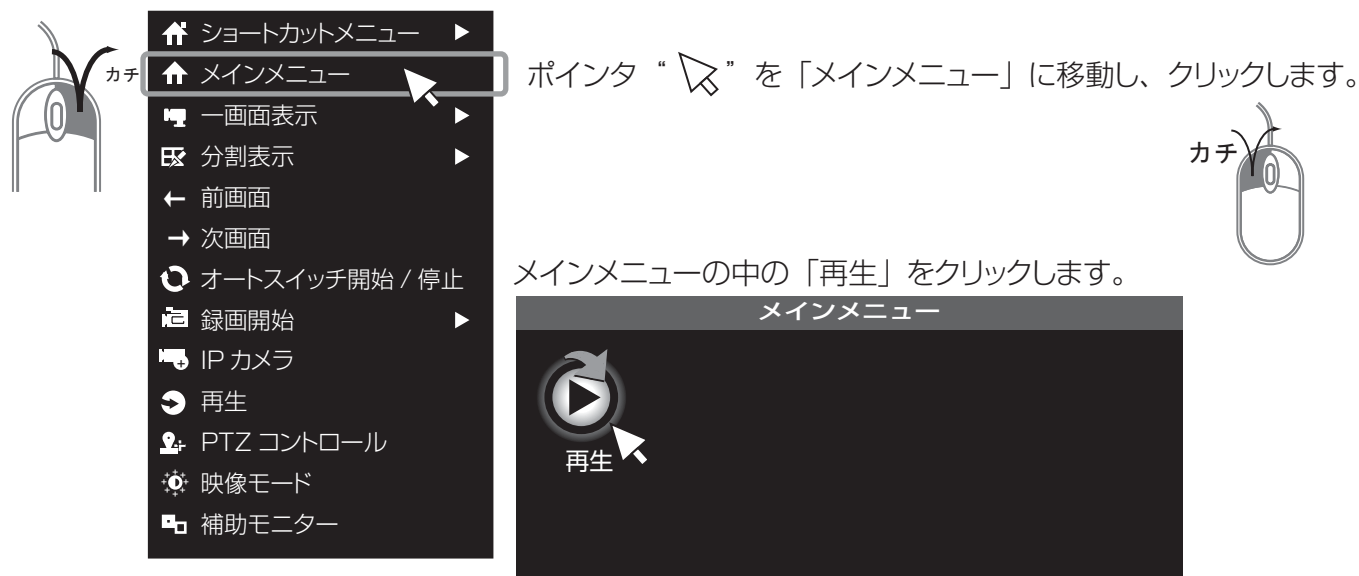 カチ
ショートカットメニュー
メインメニュー
一画面表示
分割表示
前画面
次画面
オートスイッチ開始 / 停止
録画開始
IP カメラ
再生
PTZ コントロール
映像モード
補助モニター
ポインタ “ ” を「メインメニュー」に移動し、クリックします。
カチ
メインメニューの中の「再生」をクリックします。
メインメニュー
再生